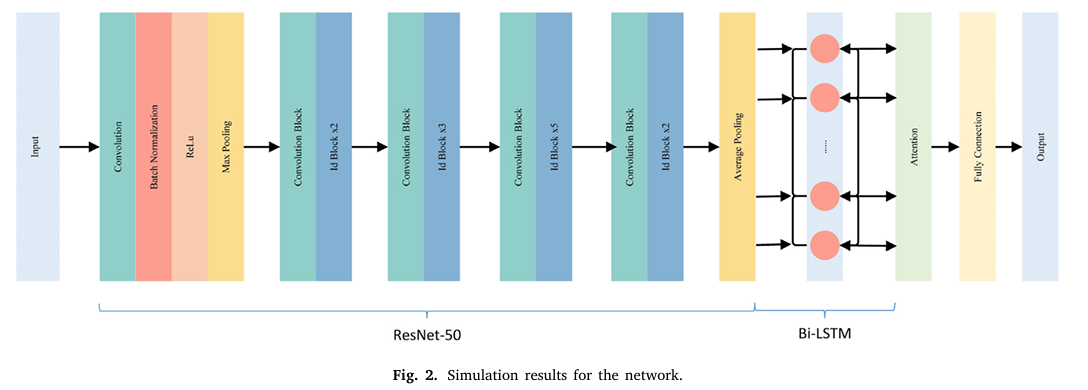 Input
Convolution
Batch Normalization
ReLu
Max Pooling
Convolution Block
Id Block x2
Convolution Block
Id Block x3
Convolution Block
Id Block x5
Convolution Block
Id Block x2
Average Pooling
......
Attention
Fully Connection
Output
ResNet-50
Bi-LSTM
Fig. 2. Simulation results for the network.